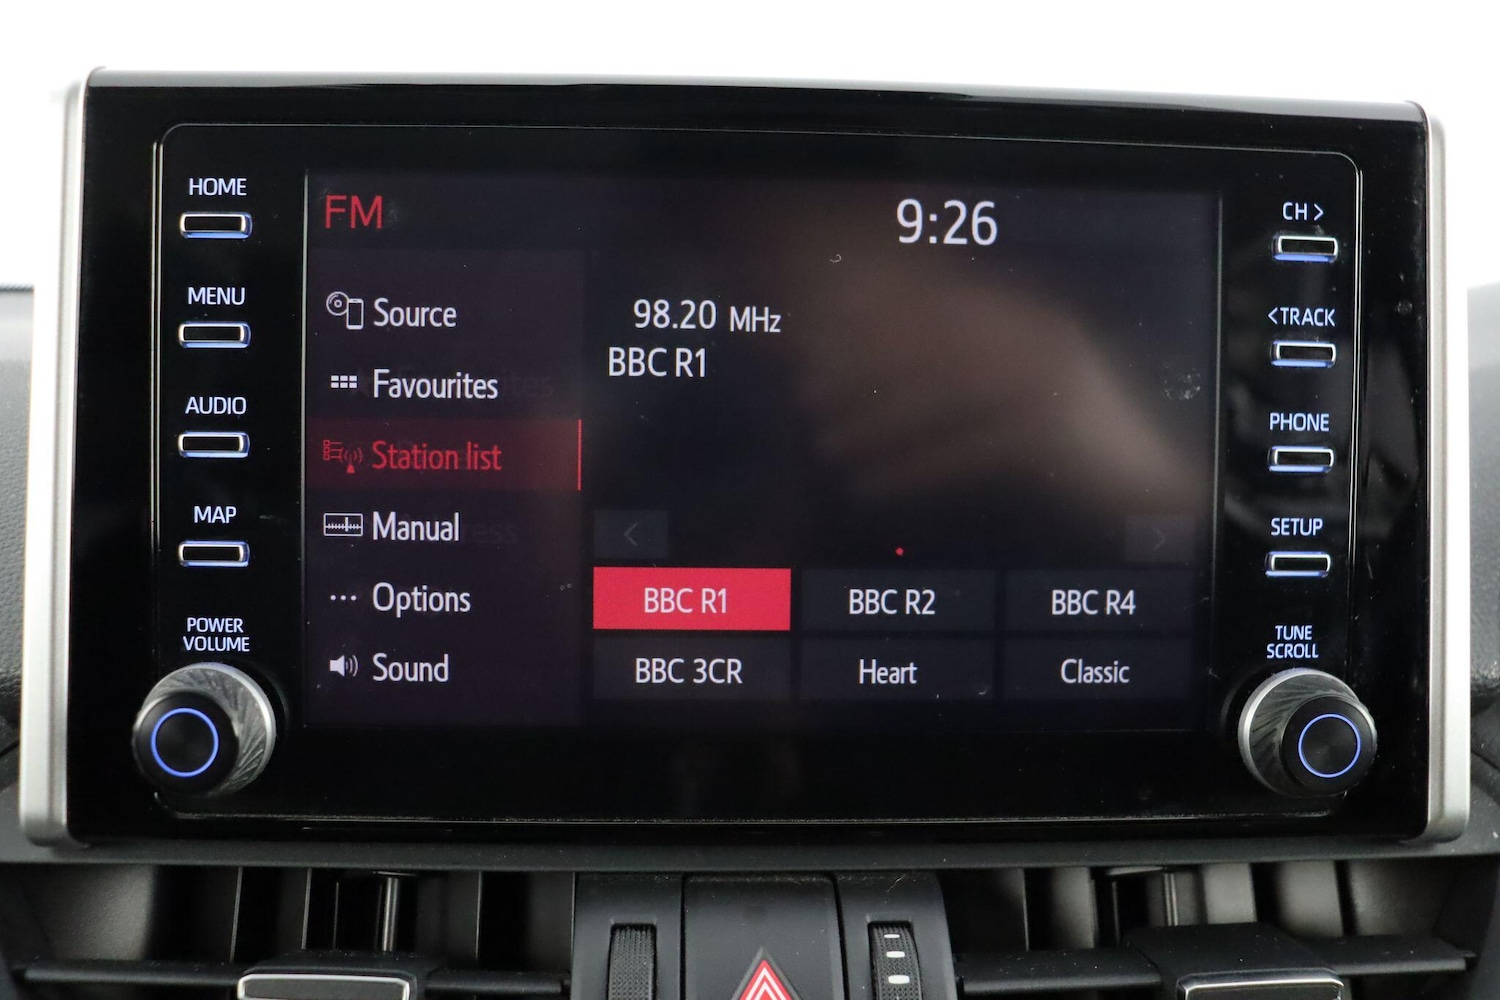 HOME
MENU
AUDIO
MAP
POWER
VOLUME
FM
9:26
Source
Favourites
Station list
Manual
Options
Sound
98.20 MHz
BBC R1
<
>
BBC R1
BBC R2
BBC R4
BBC 3CR
Heart
Classic
CH >
< TRACK
PHONE
SETUP
TUNE
SCROLL